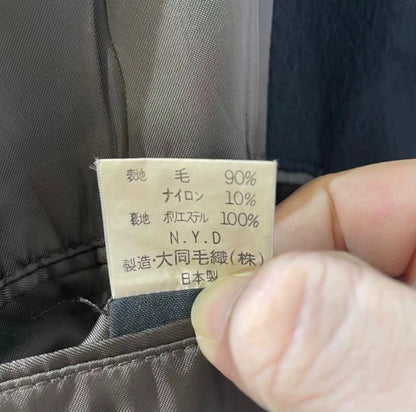 表地 毛 90%
ナイロン 10%
裏地 ポリエステル 100%
N.Y.D
製造・大同毛織(株)
日本製